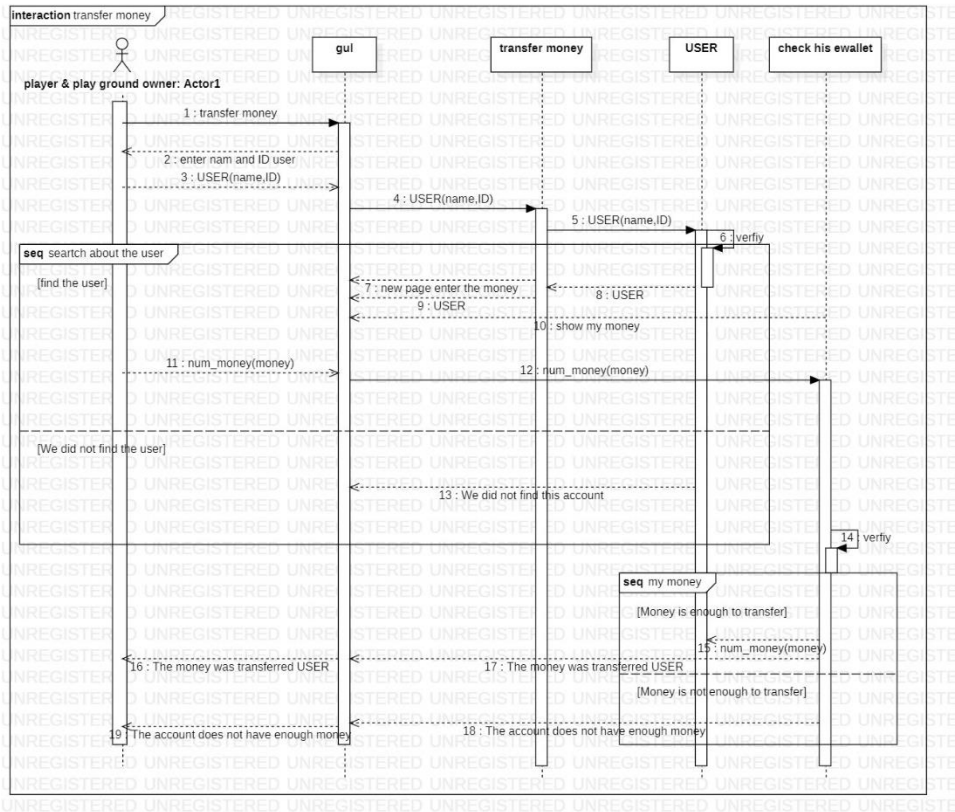 interaction transfer money
player & play ground owner: Actor1
gul
transfer money
USER
check his ewallet
1 : transfer money
2 : enter nam and ID user
3 : USER(name,ID)
4 : USER(name,ID)
5 : USER(name,ID)
6 : verfiy
seq seartch about the user
[find the user]
7 : new page enter the money
8 : USER
9 : USER
10 : show my money
11 : num_money(money)
12 : num_money(money)
[We did not find the user]
13 : We did not find this account
14 : verfiy
seq my money
[Money is enough to transfer]
15 : num_money(money)
16 : The money was transferred USER
17 : The money was transferred USER
[Money is not enough to transfer]
18 : The account does not have enough money
19 : The account does not have enough money
UNREGISTERED